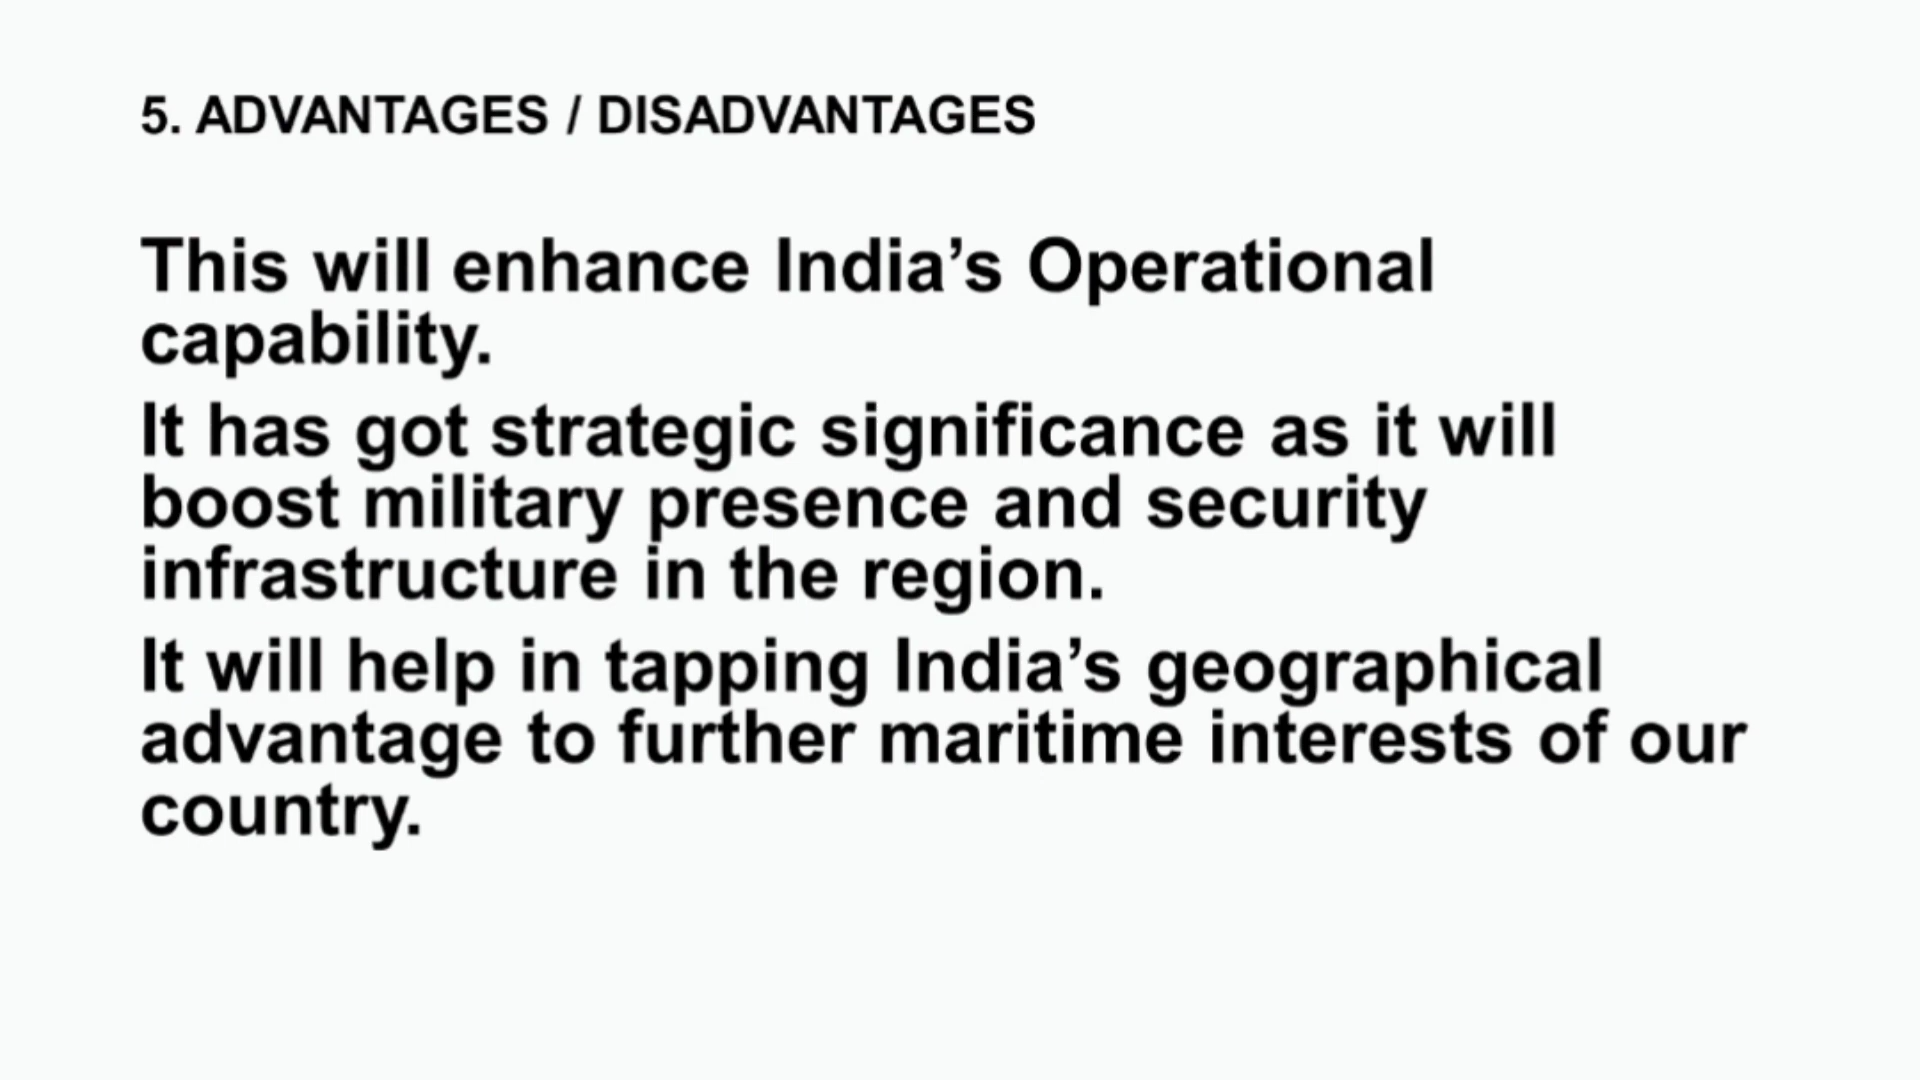 5. ADVANTAGES / DISADVANTAGES
This will enhance India’s Operational
capability.
It has got strategic significance as it will
boost military presence and security
infrastructure in the region.
It will help in tapping India’s geographical
advantage to further maritime interests of our
country.